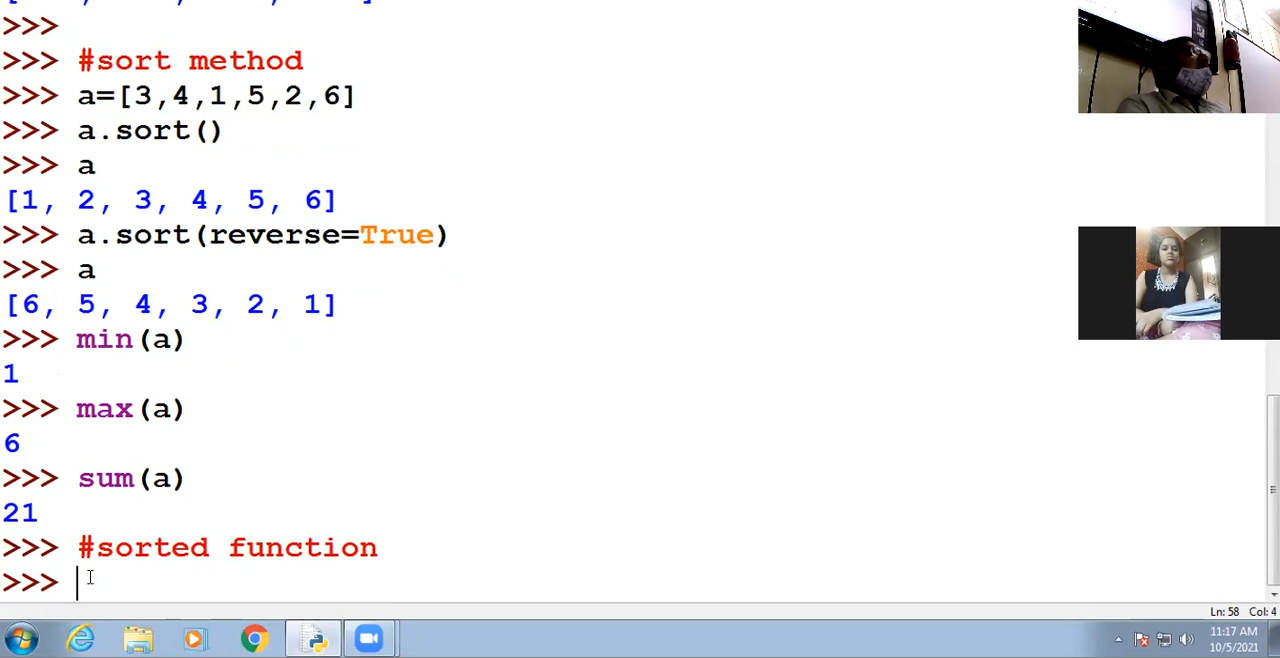 >>>
>>> #sort method
>>> a=[3,4,1,5,2,6]
>>> a.sort()
>>> a
[1, 2, 3, 4, 5, 6]
>>> a.sort(reverse=True)
>>> a
[6, 5, 4, 3, 2, 1]
>>> min(a)
1
>>> max(a)
6
>>> sum(a)
21
>>> #sorted function
>>>
Ln: 58 Col: 4
11:17 AM
10/5/2021